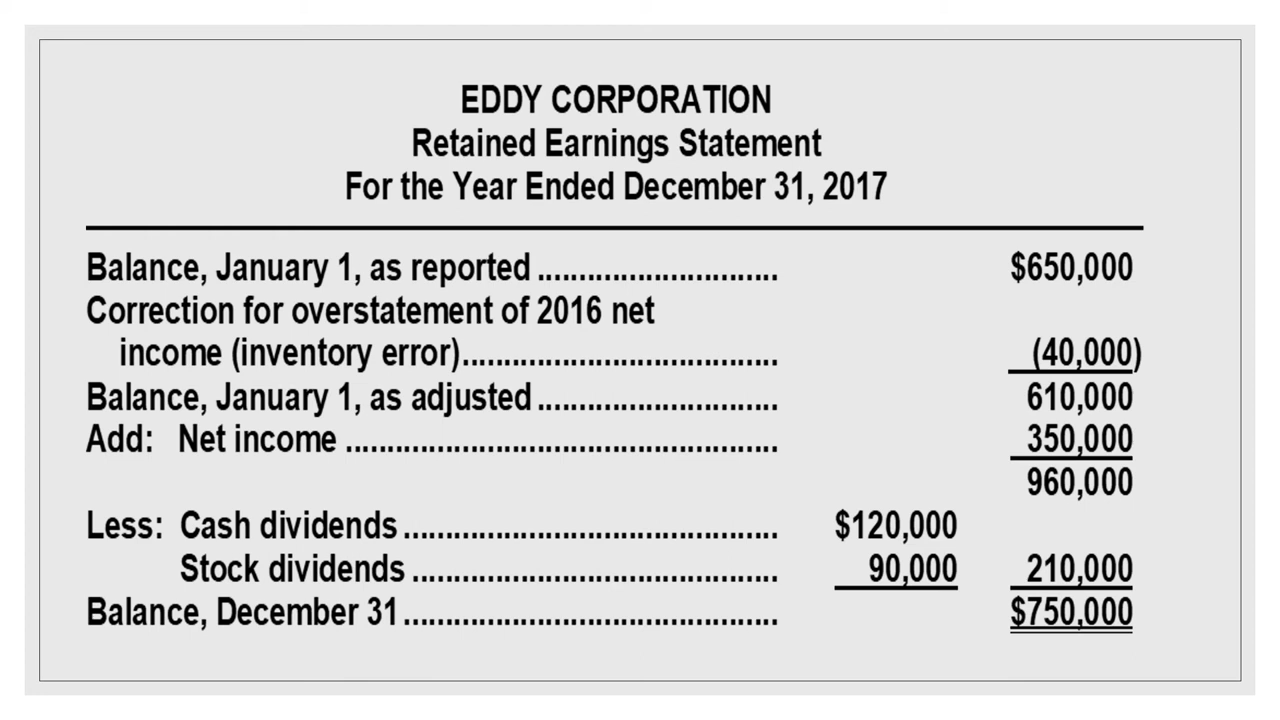 EDDY CORPORATION
Retained Earnings Statement
For the Year Ended December 31, 2017
Balance, January 1, as reported ............................. $650,000
Correction for overstatement of 2016 net
income (inventory error)...................................... (40,000)
Balance, January 1, as adjusted ............................. 610,000
Add: Net income .................................................... 350,000
960,000
Less: Cash dividends ............................................. $120,000
Stock dividends ............................................ 90,000 210,000
Balance, December 31 ............................................. $750,000